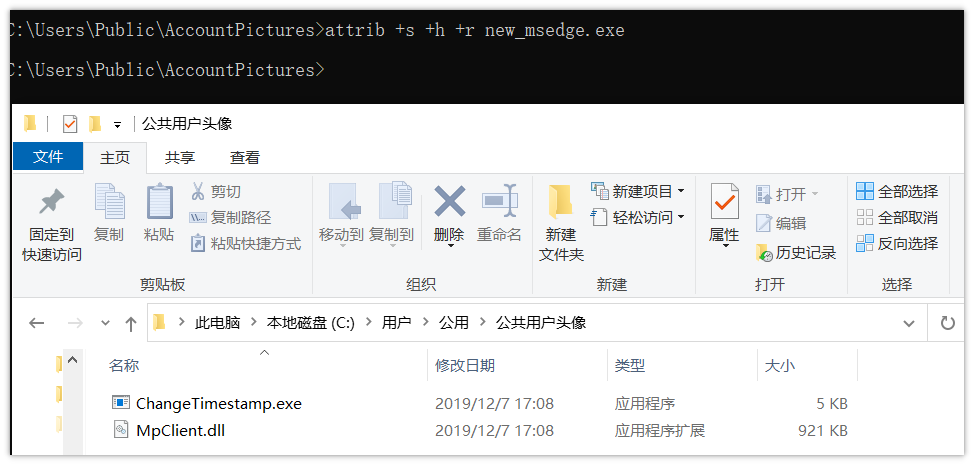 C:\Users\Public\AccountPictures>attrib +s +h +r new_msedge.exe
C:\Users\Public\AccountPictures>
公共用户头像
文件 主页 共享 查看
固定到
快速访问
复制
粘贴
剪切
复制路径
粘贴快捷方式
剪贴板
移动到 复制到 删除 重命名
组织
新建
文件夹
新建项目
轻松访问
新建
属性
打开
编辑
历史记录
打开
全部选择
全部取消
反向选择
选择
此电脑 本地磁盘 (C:) 用户 公用 公共用户头像
名称 修改日期 类型 大小
ChangeTimestamp.exe 2019/12/7 17:08 应用程序 5 KB
MpClient.dll 2019/12/7 17:08 应用程序扩展 921 KB